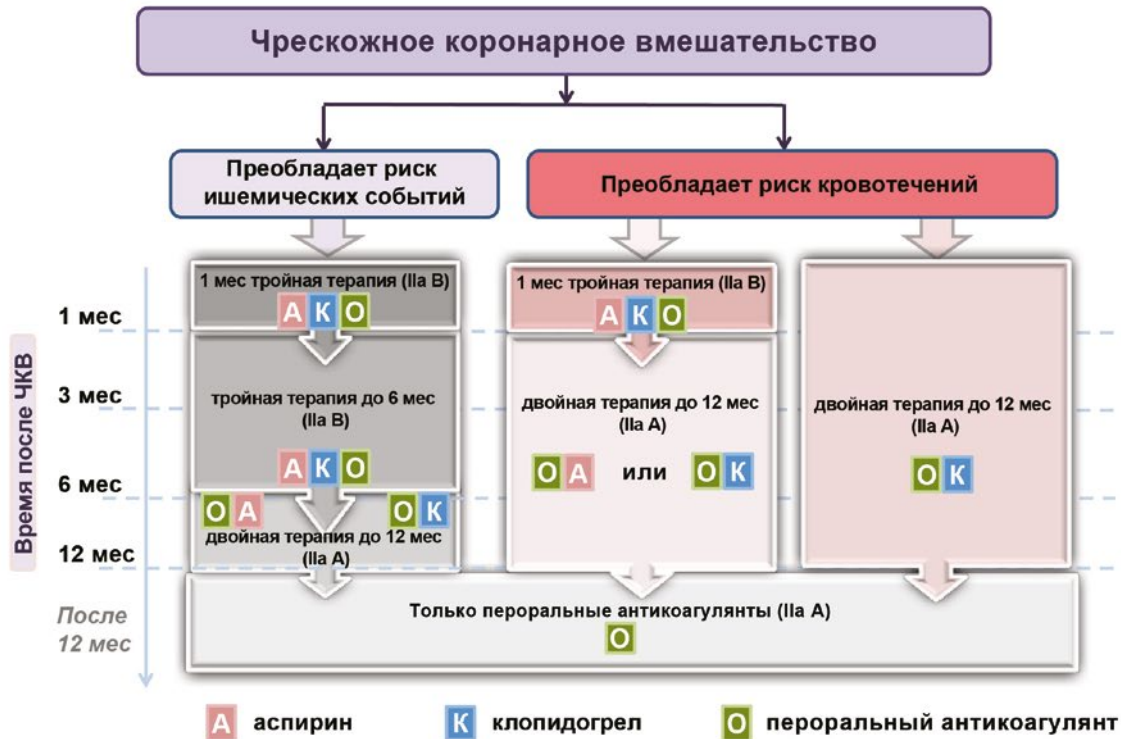 Чрескожное коронарное вмешательство
Преобладает риск
ишемических событий
Преобладает риск кровотечений
Время после ЧКВ
1 мес
3 мес
6 мес
12 мес
После
12 мес
1 мес тройная терапия (IIa B)
А К О
тройная терапия до 6 мес
(IIa B)
А К О
О А О К
двойная терапия до 12 мес
(IIa A)
1 мес тройная терапия (IIa B)
А К О
двойная терапия до 12 мес
(IIa A)
О А или О К
двойная терапия до 12 мес
(IIa A)
О К
Только пероральные антикоагулянты (IIa A)
О
А аспирин К клопидогрел О пероральный антикоагулянт